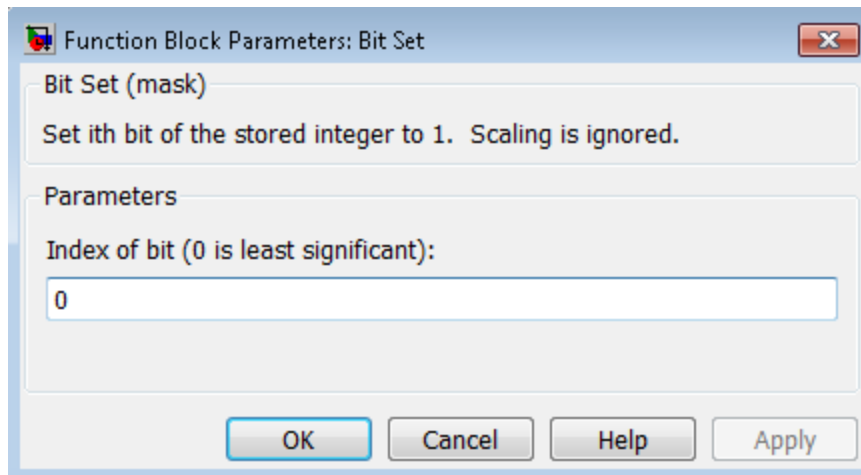 Function Block Parameters: Bit Set
Bit Set (mask)
Set ith bit of the stored integer to 1.  Scaling is ignored.
Parameters
Index of bit (0 is least significant):
0
OK Cancel Help Apply